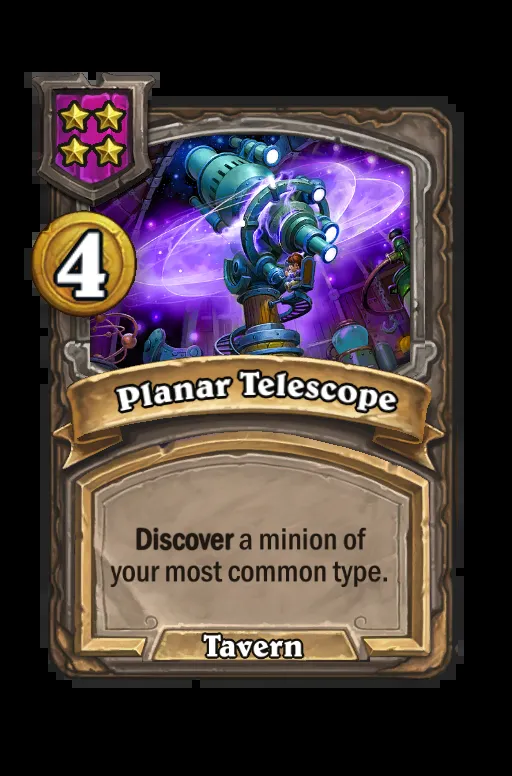 4
Planar Telescope
Discover a minion of
your most common type.
Tavern